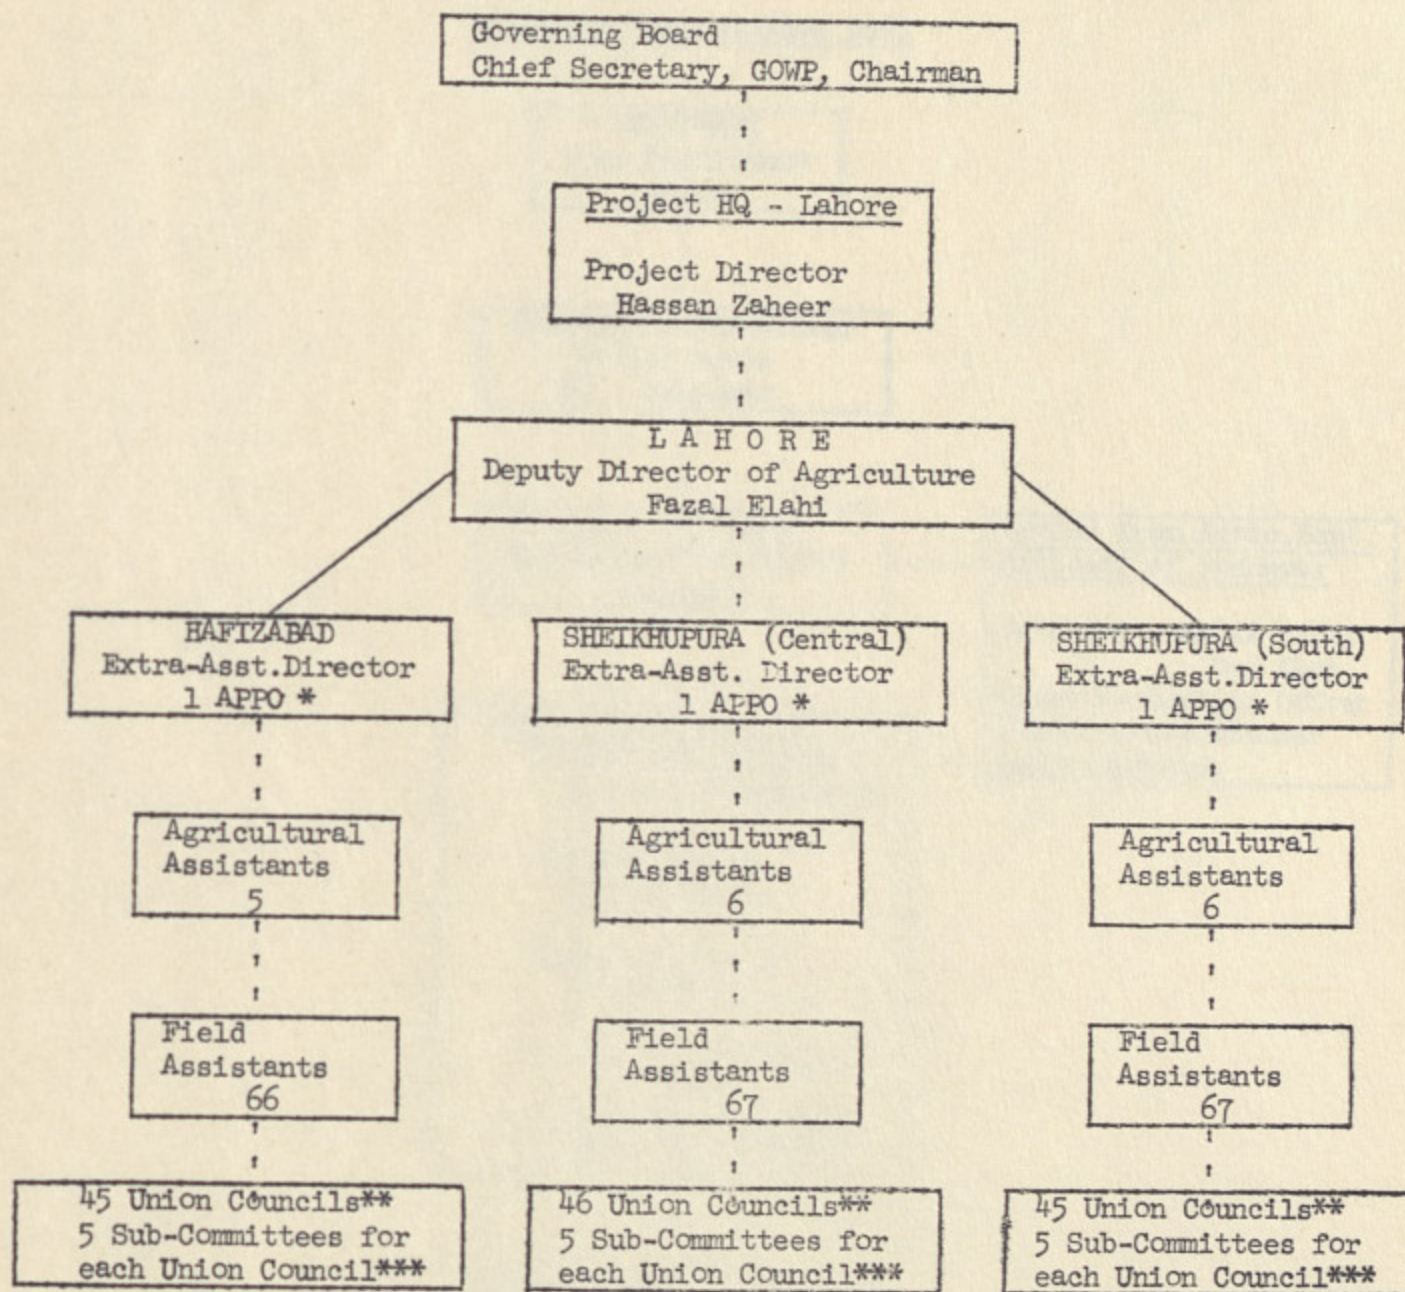 Governing Board
Chief Secretary, GOWP, Chairman
Project HQ - Lahore
Project Director
Hassan Zaheer
L A H O R E
Deputy Director of Agriculture
Fazal Elahi
HAFIZABAD
Extra-Asst.Director
1 APPO *
SHEIKHUPURA (Central)
Extra-Asst. Director
1 APPO *
SHEIKHUPURA (South)
Extra-Asst.Director
1 APPO *
Agricultural
Assistants
5
Agricultural
Assistants
6
Agricultural
Assistants
6
Field
Assistants
66
Field
Assistants
67
Field
Assistants
67
45 Union Councils**
5 Sub-Committees for
each Union Council***
46 Union Councils**
5 Sub-Committees for
each Union Council***
45 Union Councils**
5 Sub-Committees for
each Union Council***